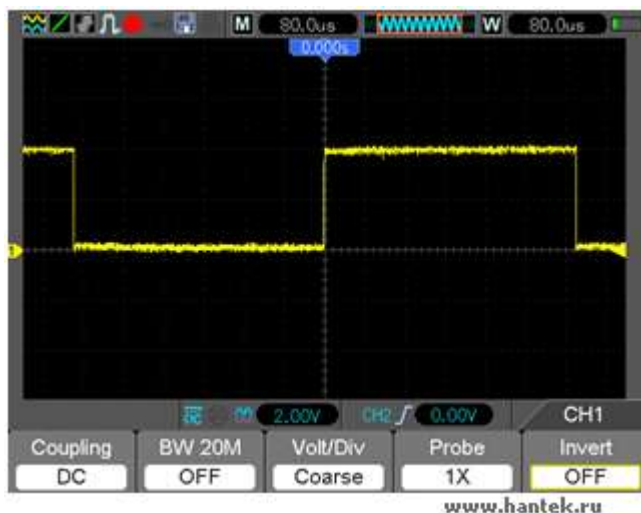 M 80.0us W 80.0us
0.000s
1
2.00V CH2 0.00V CH1
Coupling BW 20M Volt/Div Probe Invert
DC OFF Coarse 1X OFF
www.hantek.ru